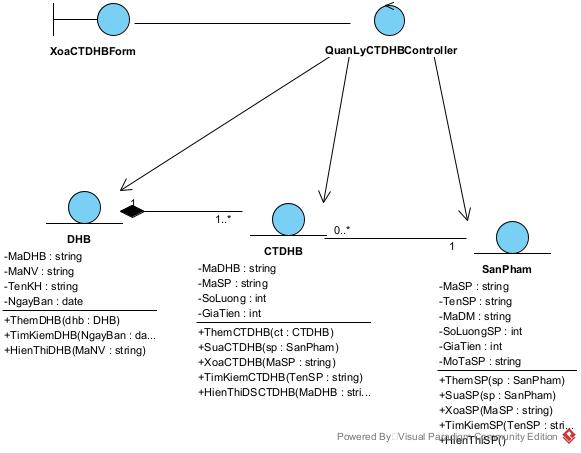 XoaCTDHBForm
QuanLyCTDHBController
1
1..*
0..*
1
DHB
-MaDHB : string
-MaNV : string
-TenKH : string
-NgayBan : date
+ThemDHB(dhb : DHB)
+TimKiemDHB(NgayBan : da...
+HienThiDHB(MaNV : string)
CTDHB
-MaDHB : string
-MaSP : string
-SoLuong : int
-GiaTien : int
+ThemCTDHB(ct : CTDHB)
+SuaCTDHB(sp : SanPham)
+XoaCTDHB(MaSP : string)
+TimKiemCTDHB(TenSP : string)
+HienThiDSCTDHB(MaDHB : stri...
SanPham
-MaSP : string
-TenSP : string
-MaDM : string
-SoLuongSP : int
-GiaTien : int
-MoTaSP : string
+ThemSP(sp : SanPham)
+SuaSP(sp : SanPham)
+XoaSP(MaSP : string)
+TimKiemSP(TenSP : stri...
+HienThiSP()
Powered By Visual Paradigm Community Edition